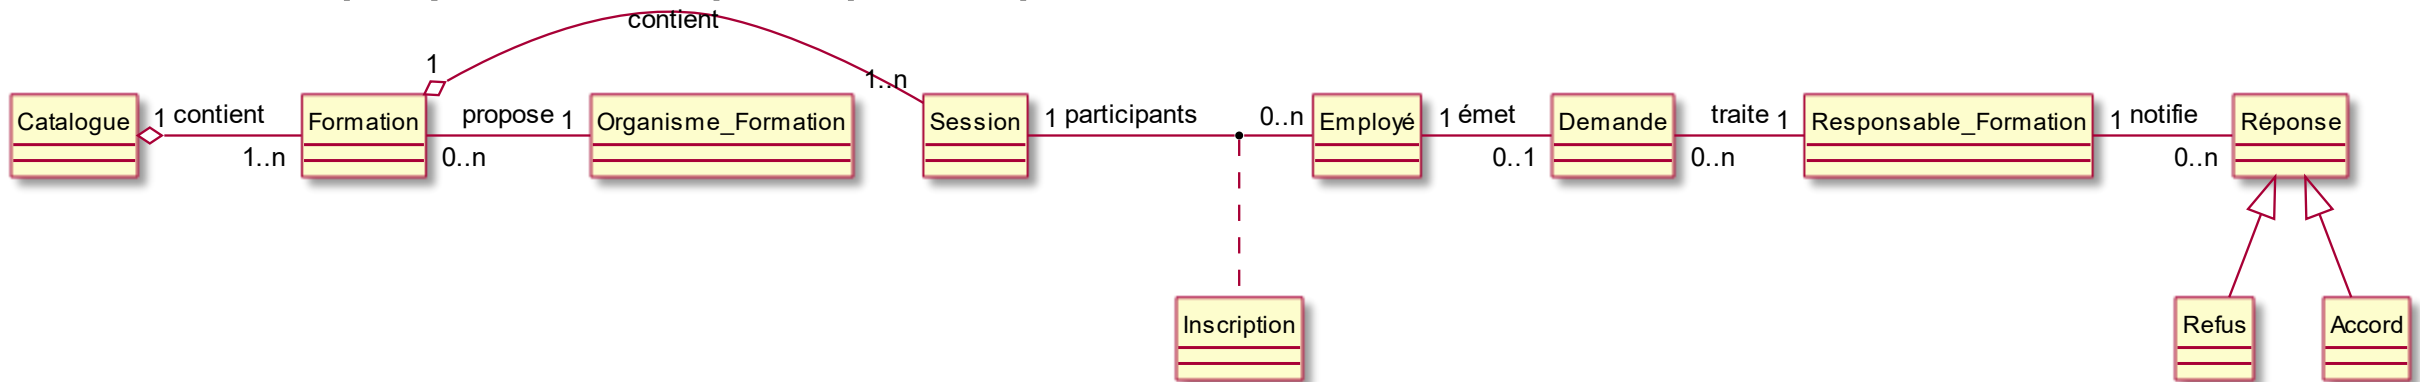 contient
1
1..n
Catalogue
1 contient
1..n
Formation
propose 1
0..n
Organisme_Formation
Session
1 participants
0..n
Employé
1 émet
0..1
Demande
traite 1
0..n
Responsable_Formation
1 notifie
0..n
Réponse
Inscription
Refus
Accord